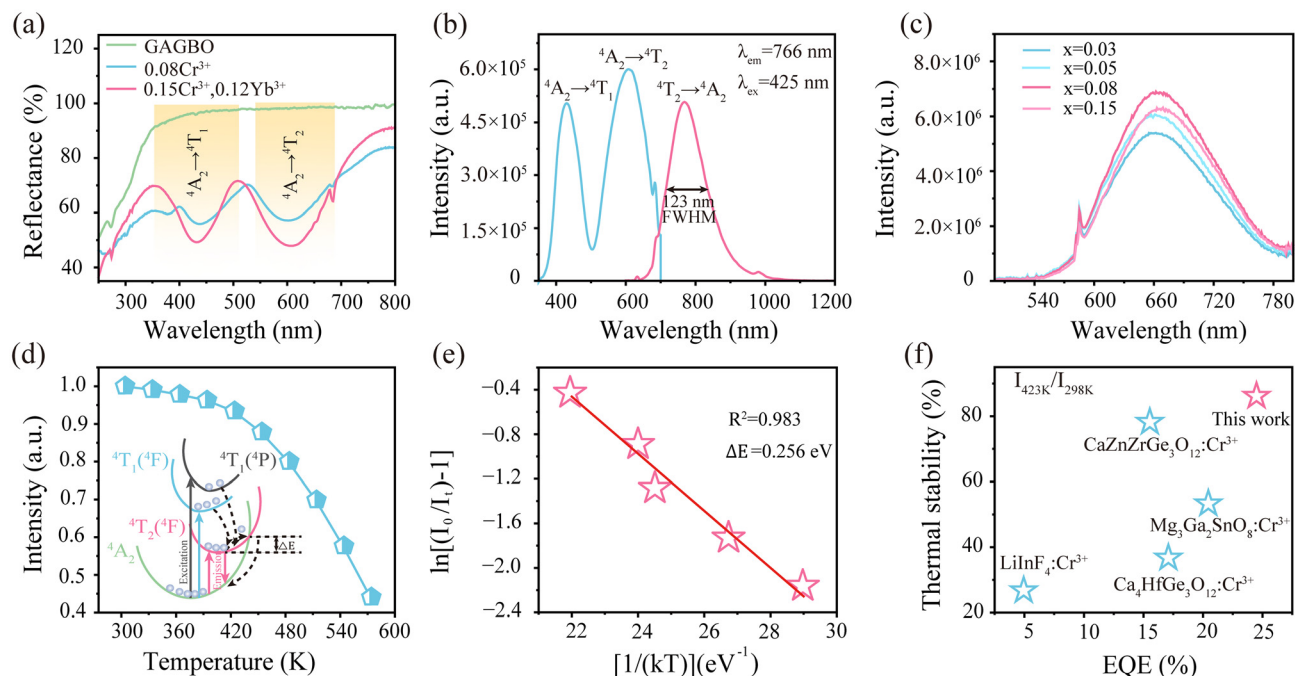 (a)
120
100
80
60
40
Reflectance (%)
GAGBO
0.08Cr³⁺
0.15Cr³⁺,0.12Yb³⁺
⁴A₂→⁴T₁
⁴A₂→⁴T₂
300 400 500 600 700 800
Wavelength (nm)
(b)
6.0×10⁵
4.5×10⁵
3.0×10⁵
1.5×10⁵
0
Intensity (a.u.)
⁴A₂→⁴T₂
λem=766 nm
λex=425 nm
⁴A₂→⁴T₁
⁴T₂→⁴A₂
123 nm
FWHM
400 600 800 1000 1200
Wavelength (nm)
(c)
8.0×10⁶
6.0×10⁶
4.0×10⁶
2.0×10⁶
0
Intensity (a.u.)
x=0.03
x=0.05
x=0.08
x=0.15
540 600 660 720 780
Wavelength (nm)
(d)
1.0
0.9
0.8
0.7
0.6
0.5
0.4
Intensity (a.u.)
⁴T₁(⁴F)
⁴T₁(⁴P)
⁴T₂(⁴F)
⁴A₂
ΔE
Excitation
Emission
300 360 420 480 540 600
Temperature (K)
(e)
−0.4
−0.8
−1.2
−1.6
−2.0
−2.4
ln[(I₀/Iₜ)-1]
R²=0.983
ΔE=0.256 eV
22 24 26 28 30
[1/(kT)](eV⁻¹)
(f)
80
60
40
20
Thermal stability (%)
I₄₂₃K/I₂₉₈K
This work
CaZnZrGe₃O₁₂:Cr³⁺
Mg₃Ga₂SnO₈:Cr³⁺
LiInF₄:Cr³⁺
Ca₄HfGe₃O₁₂:Cr³⁺
5 10 15 20 25
EQE (%)